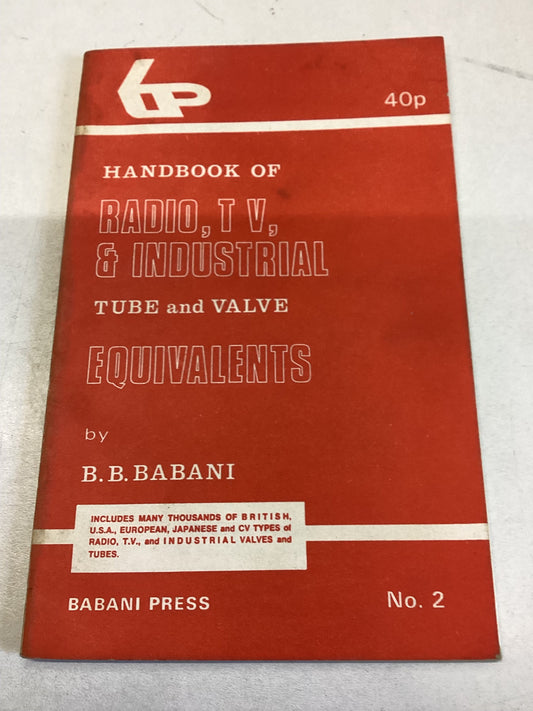 bp
40p
HANDBOOK OF
RADIO, T V,
& INDUSTRIAL
TUBE and VALVE
EQUIVALENTS
by
B. B. BABANI
INCLUDES MANY THOUSANDS OF BRITISH,
U.S.A., EUROPEAN, JAPANESE and CV TYPES of
RADIO, T.V., and INDUSTRIAL VALVES and
TUBES.
BABANI PRESS
No. 2